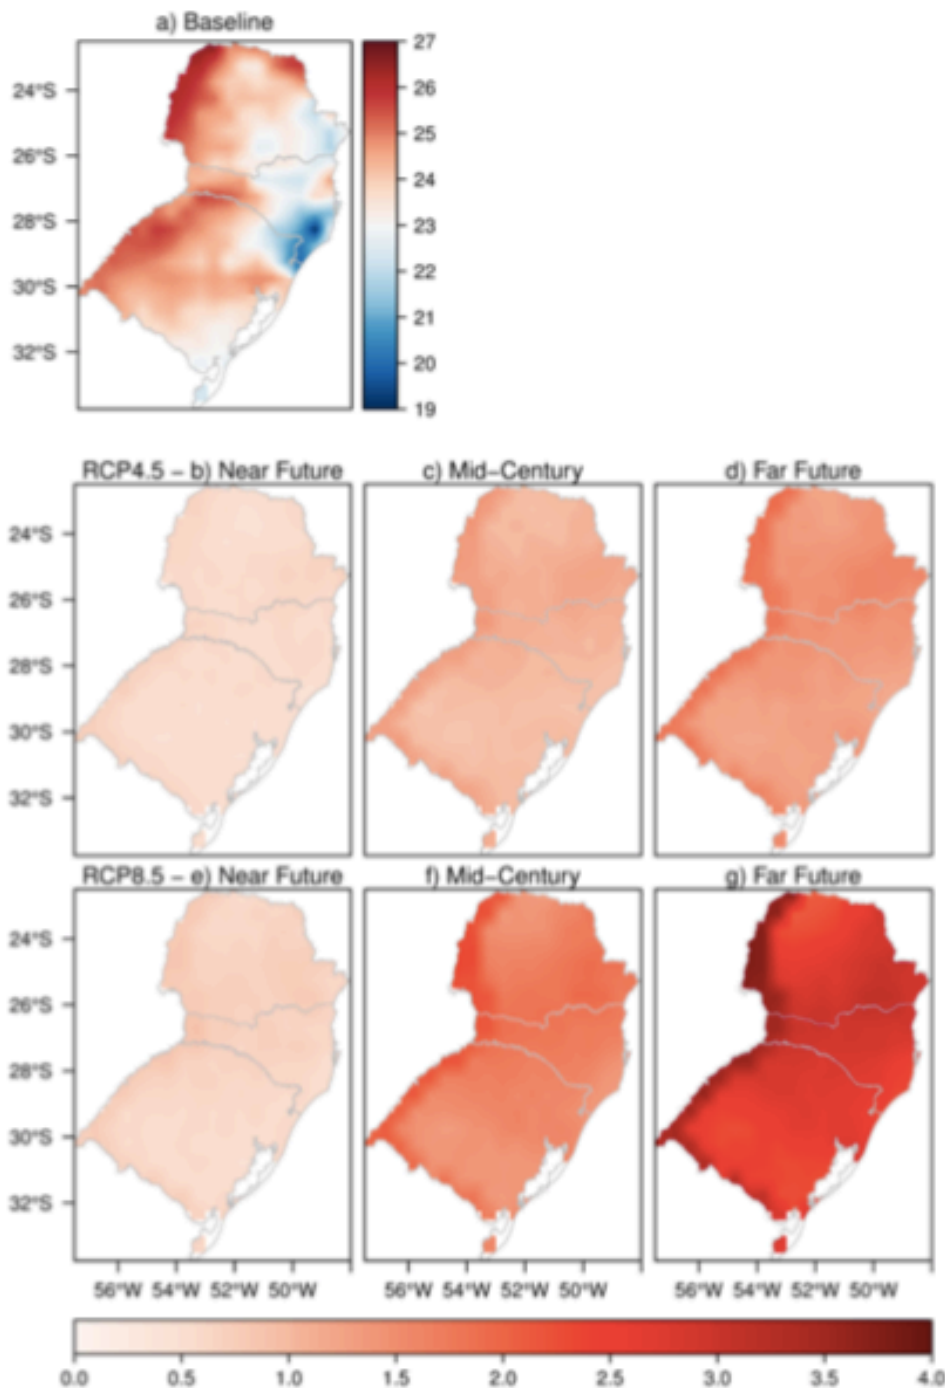 a) Baseline
27
24°S
26
25
26°S
24
28°S
23
22
30°S
21
32°S
20
19
RCP4.5 – b) Near Future c) Mid–Century d) Far Future
24°S
26°S
28°S
30°S
32°S
RCP8.5 – e) Near Future f) Mid–Century g) Far Future
24°S
26°S
28°S
30°S
32°S
56°W 54°W 52°W 50°W 56°W 54°W 52°W 50°W 56°W 54°W 52°W 50°W
0.0 0.5 1.0 1.5 2.0 2.5 3.0 3.5 4.0